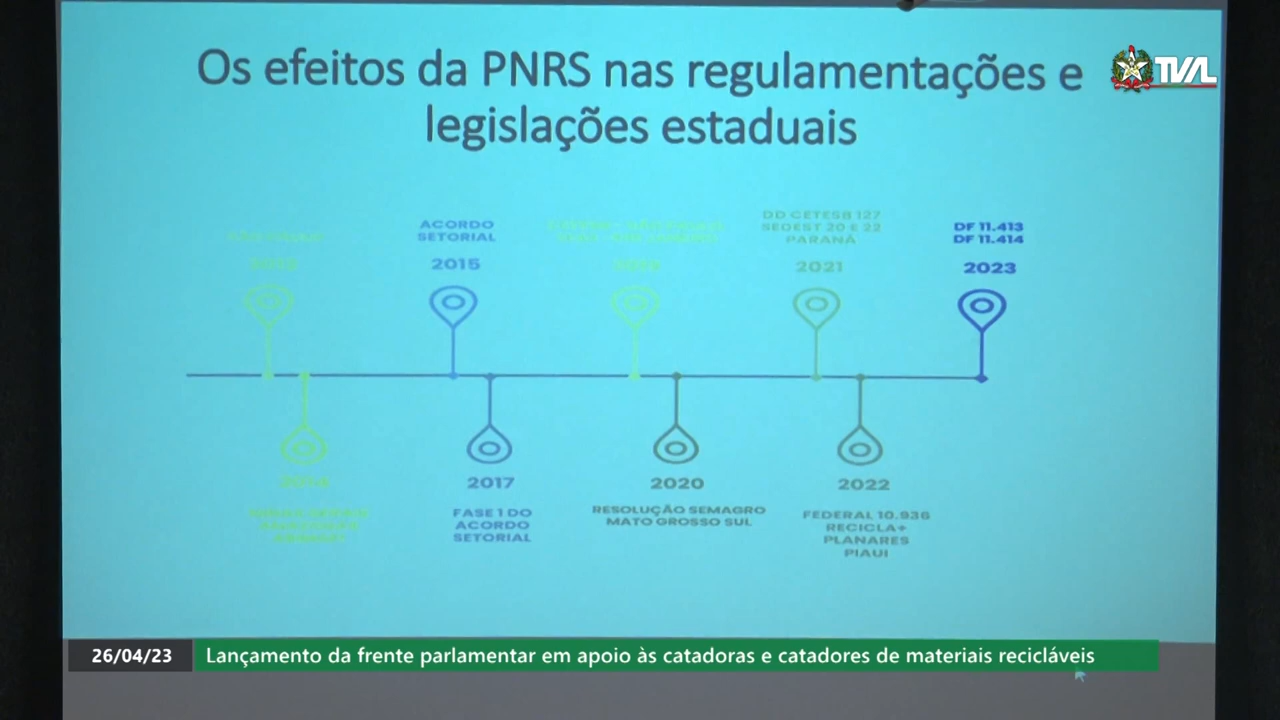 Os efeitos da PNRS nas regulamentações e
legislações estaduais
TVAL
ACORDO
SETORIAL
2015
DD CETESB 127
SEDEST 20 E 22
PARANÁ
2021
DF 11.413
DF 11.414
2023
2017
FASE 1 DO
ACORDO
SETORIAL
2020
RESOLUÇÃO SEMAGRO
MATO GROSSO SUL
2022
FEDERAL 10.936
RECICLA+
PLANARES
PIAUI
26/04/23
Lançamento da frente parlamentar em apoio às catadoras e catadores de materiais recicláveis